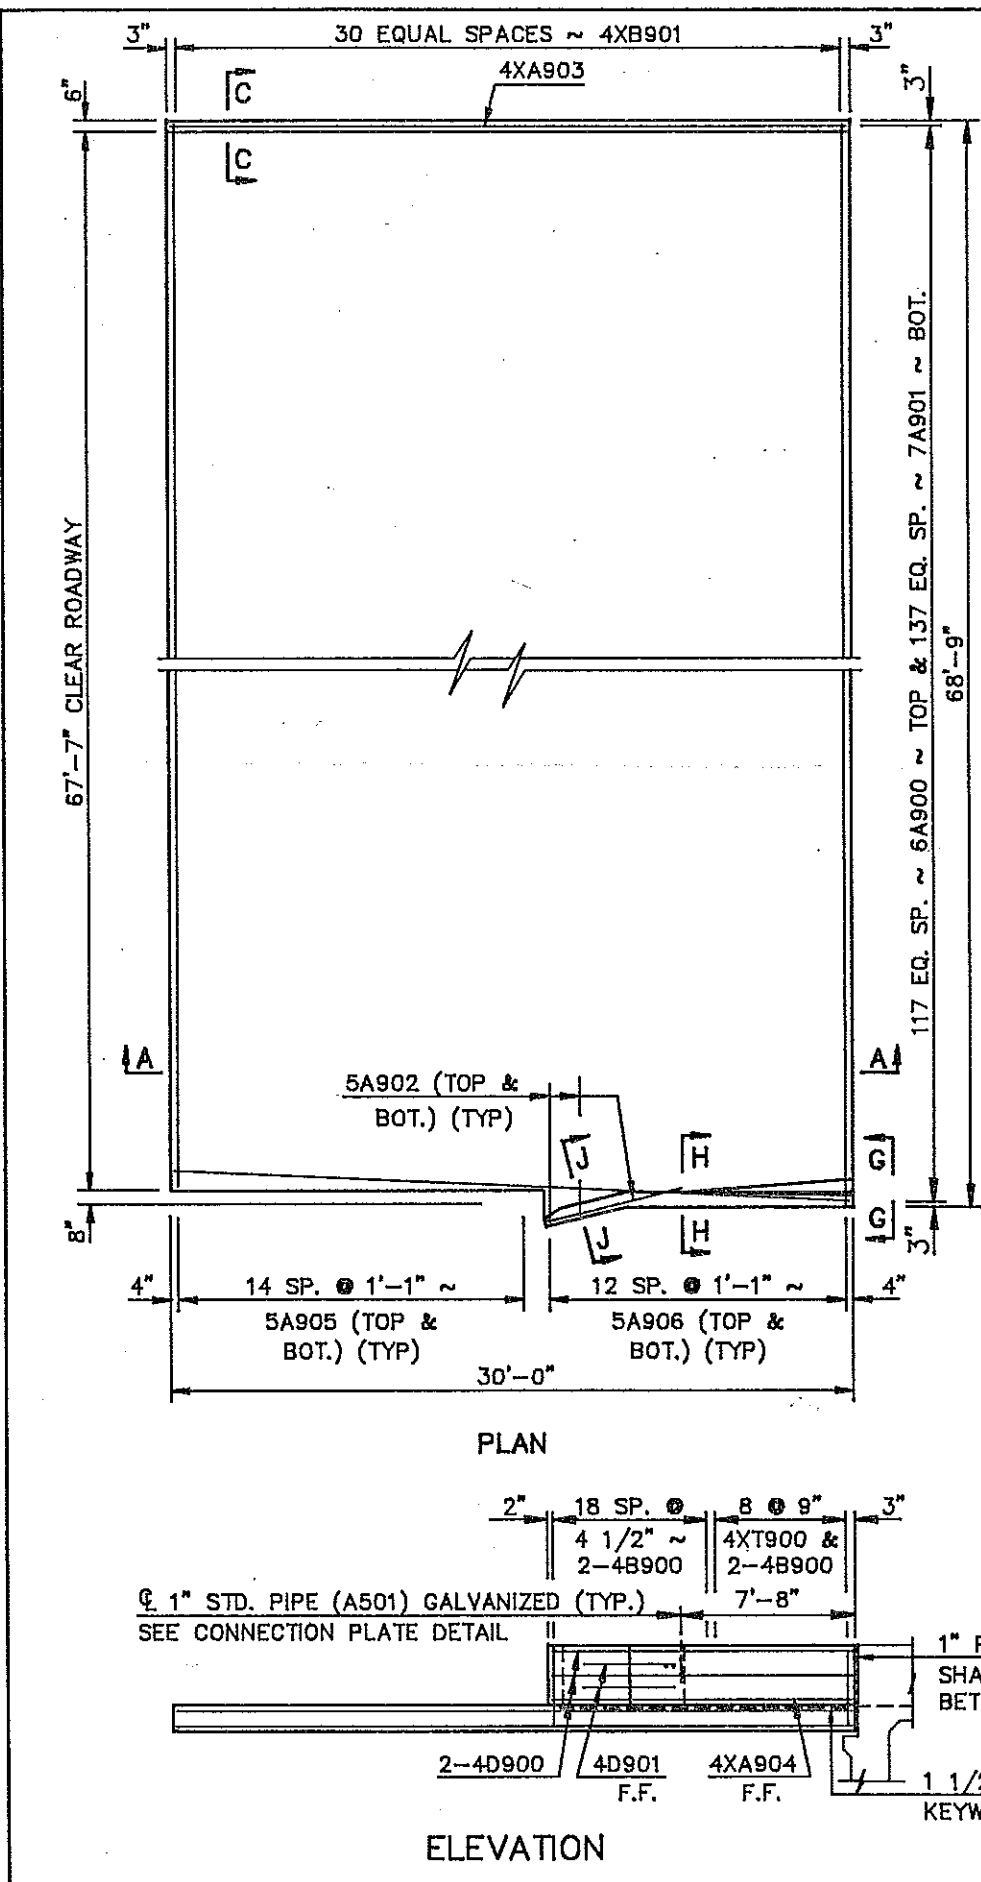 3" 30 EQUAL SPACES ~ 4XB901 3"
4XA903
C
C
6"
3"
67'-7" CLEAR ROADWAY
117 EQ. SP. ~ 6A900 ~ TOP & 137 EQ. SP. ~ 7A901 ~ BOT.
68'-9"
A A
5A902 (TOP &
BOT.) (TYP)
J H G
J H G
8"
3"
4" 14 SP. @ 1'-1" ~ 12 SP. @ 1'-1" ~ 4"
5A905 (TOP & 5A906 (TOP &
BOT.) (TYP) BOT.) (TYP)
30'-0"
PLAN
2" 18 SP. @ 8 @ 9" 3"
4 1/2" ~ 4XT900 &
2-4B900 2-4B900
℄ 1" STD. PIPE (A501) GALVANIZED (TYP.) 7'-8"
SEE CONNECTION PLATE DETAIL
1"
2-4D900 4D901 4XA904
F.F. F.F.
1
ELEVATION